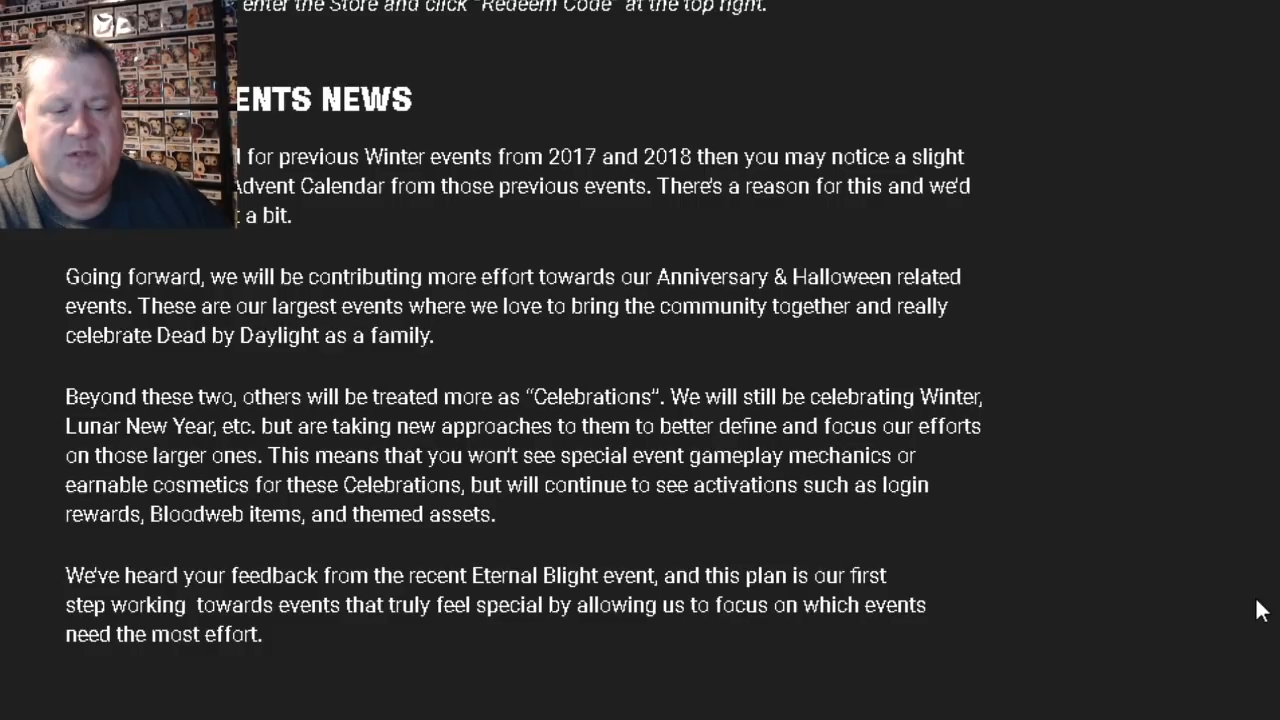 enter the Store and click "Redeem Code" at the top right.
ENTS NEWS
for previous Winter events from 2017 and 2018 then you may notice a slight
Advent Calendar from those previous events. There's a reason for this and we'd
a bit.
Going forward, we will be contributing more effort towards our Anniversary & Halloween related
events. These are our largest events where we love to bring the community together and really
celebrate Dead by Daylight as a family.
Beyond these two, others will be treated more as “Celebrations”. We will still be celebrating Winter,
Lunar New Year, etc. but are taking new approaches to them to better define and focus our efforts
on those larger ones. This means that you won't see special event gameplay mechanics or
earnable cosmetics for these Celebrations, but will continue to see activations such as login
rewards, Bloodweb items, and themed assets.
We've heard your feedback from the recent Eternal Blight event, and this plan is our first
step working towards events that truly feel special by allowing us to focus on which events
need the most effort.